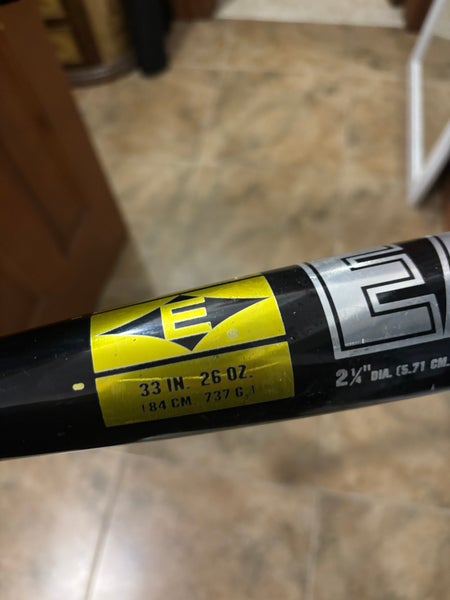 E
33 IN. 26 OZ.
(84 CM. 737 G.)
E
2¼" DIA. (5.71 CM.